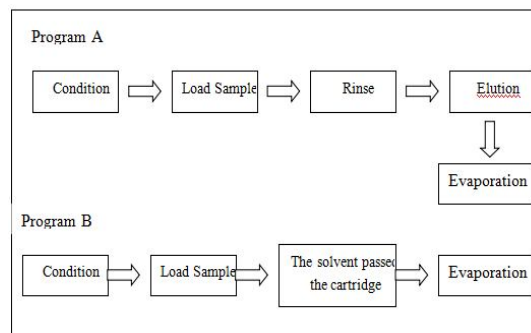 Program A
Condition
Load Sample
Rinse
Elution
Evaporation
Program B
Condition
Load Sample
The solvent passed
the cartridge
Evaporation